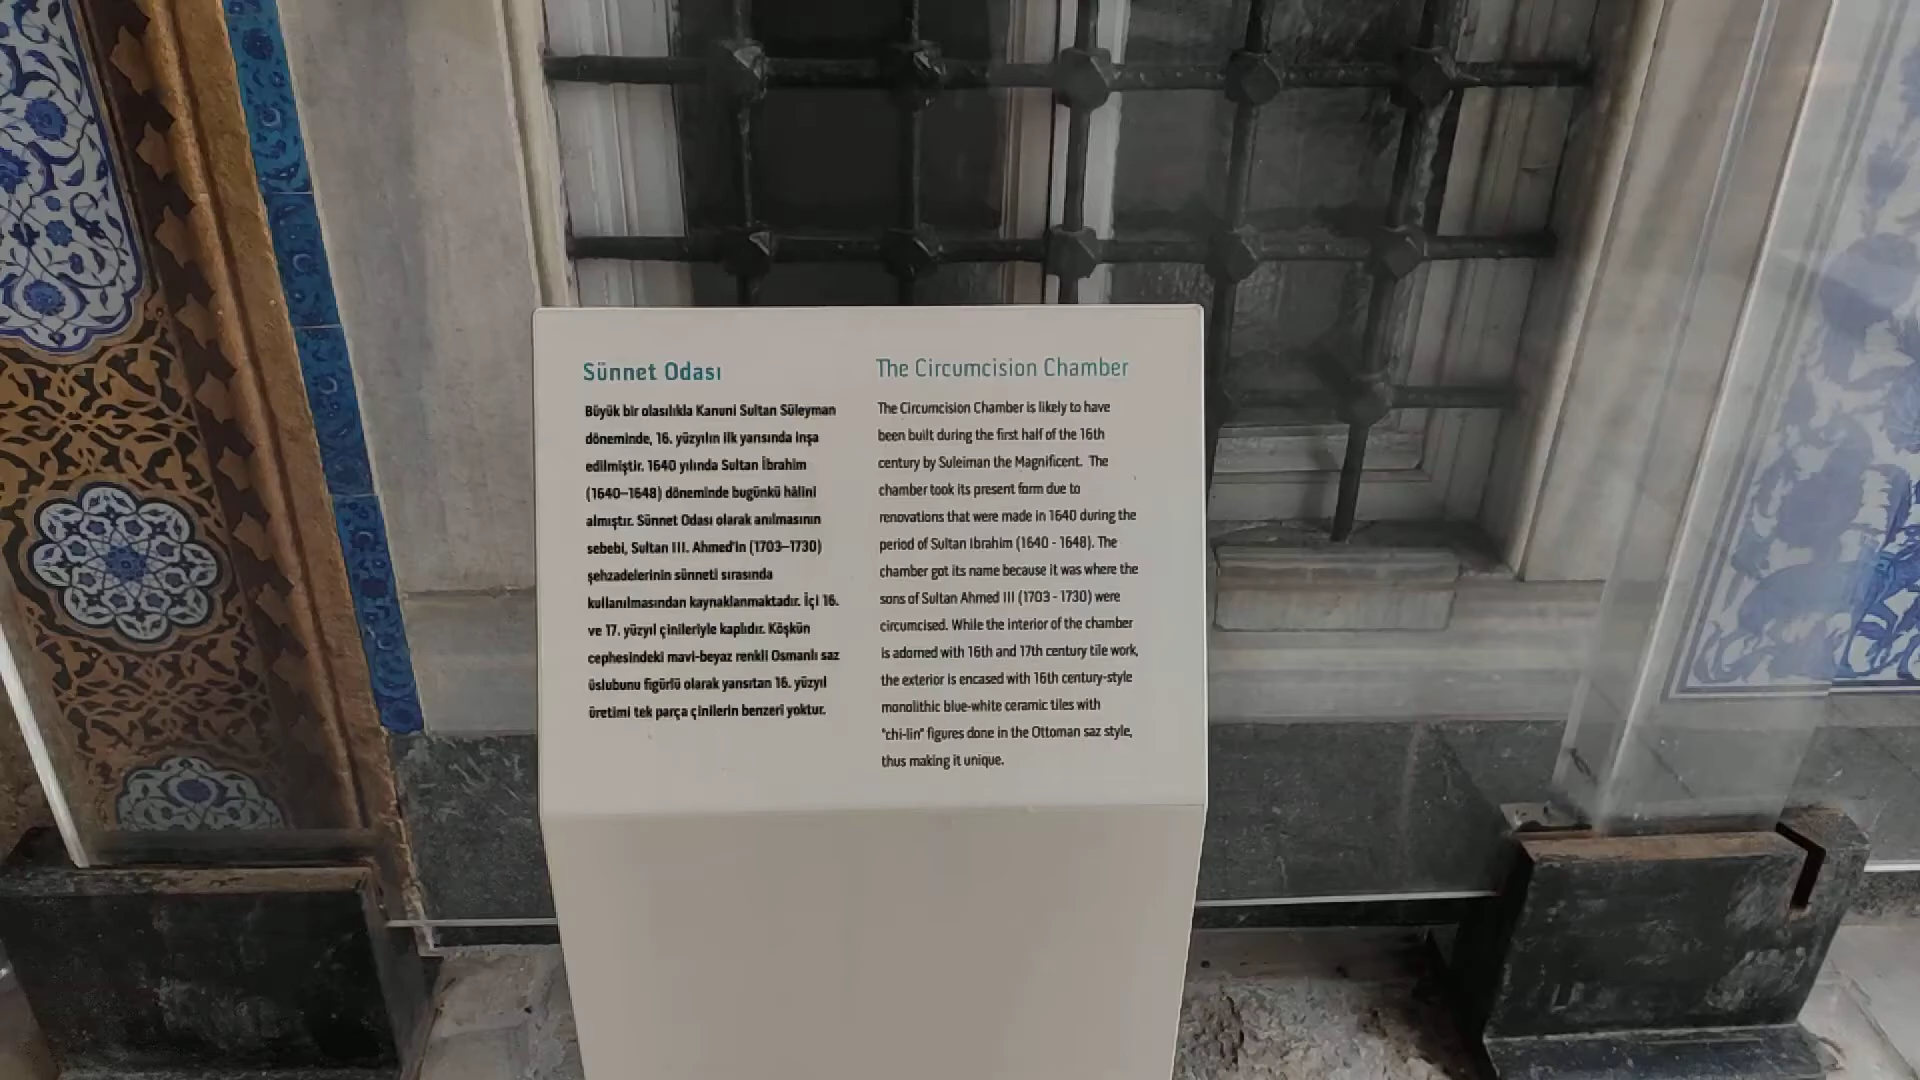 Sünnet Odası
Büyük bir olasılıkla Kanuni Sultan Süleyman
döneminde, 16. yüzyılın ilk yarısında inşa
edilmiştir. 1640 yılında Sultan İbrahim
(1640–1648) döneminde bugünkü hâlini
almıştır. Sünnet Odası olarak anılmasının
sebebi, Sultan III. Ahmed'in (1703–1730)
şehzadelerinin sünneti sırasında
kullanılmasından kaynaklanmaktadır. İçi 16.
ve 17. yüzyıl çinileriyle kaplıdır. Köşkün
cephesindeki mavi-beyaz renkli Osmanlı saz
üslubunu figürlü olarak yansıtan 16. yüzyıl
üretimi tek parça çinilerin benzeri yoktur.
The Circumcision Chamber
The Circumcision Chamber is likely to have
been built during the first half of the 16th
century by Suleiman the Magnificent. The
chamber took its present form due to
renovations that were made in 1640 during the
period of Sultan Ibrahim (1640 - 1648). The
chamber got its name because it was where the
sons of Sultan Ahmed III (1703 - 1730) were
circumcised. While the interior of the chamber
is adorned with 16th and 17th century tile work,
the exterior is encased with 16th century-style
monolithic blue-white ceramic tiles with
"chi-lin" figures done in the Ottoman saz style,
thus making it unique.